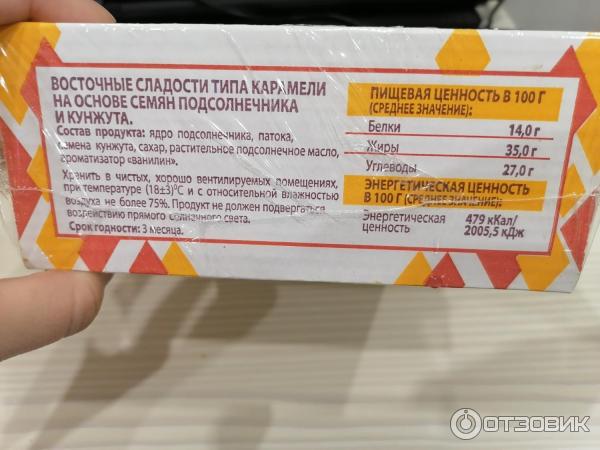 ВОСТОЧНЫЕ СЛАДОСТИ ТИПА КАРАМЕЛИ
НА ОСНОВЕ СЕМЯН ПОДСОЛНЕЧНИКА
И КУНЖУТА.
Состав продукта: ядро подсолнечника, патока,
семена кунжута, сахар, растительное подсолнечное масло,
ароматизатор «ванилин».
Хранить в чистых, хорошо вентилируемых помещениях,
при температуре (18±3)⁰С и с относительной влажностью
воздуха не более 75%. Продукт не должен подвергаться
воздействию прямого солнечного света.
Срок годности: 3 месяца.
ПИЩЕВАЯ ЦЕННОСТЬ В 100 Г
(СРЕДНЕЕ ЗНАЧЕНИЕ):
Белки 14,0 г
Жиры 35,0 г
Углеводы 27,0 г
ЭНЕРГЕТИЧЕСКАЯ ЦЕННОСТЬ
В 100 Г (СРЕДНЕЕ ЗНАЧЕНИЕ):
Энергетическая 479 кКал/
ценность 2005,5 кДж
ОТЗОВИК